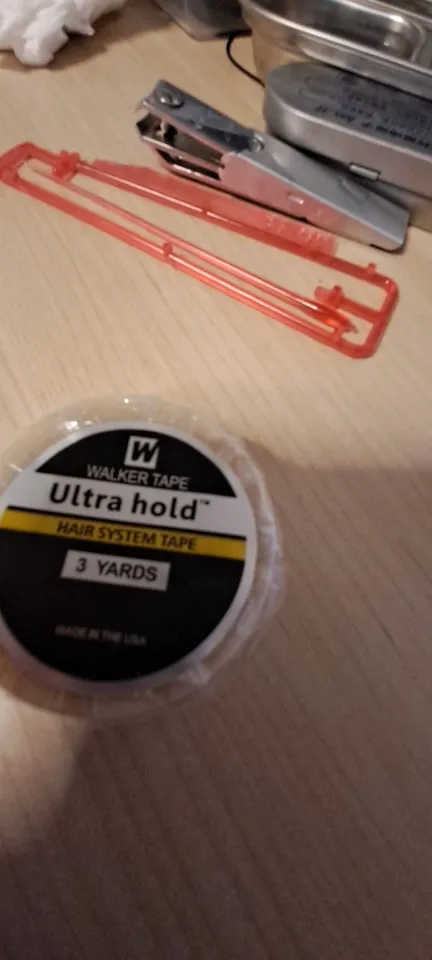 W
WALKER TAPE
Ultra hold™
HAIR SYSTEM TAPE
3 YARDS
MADE IN THE USA